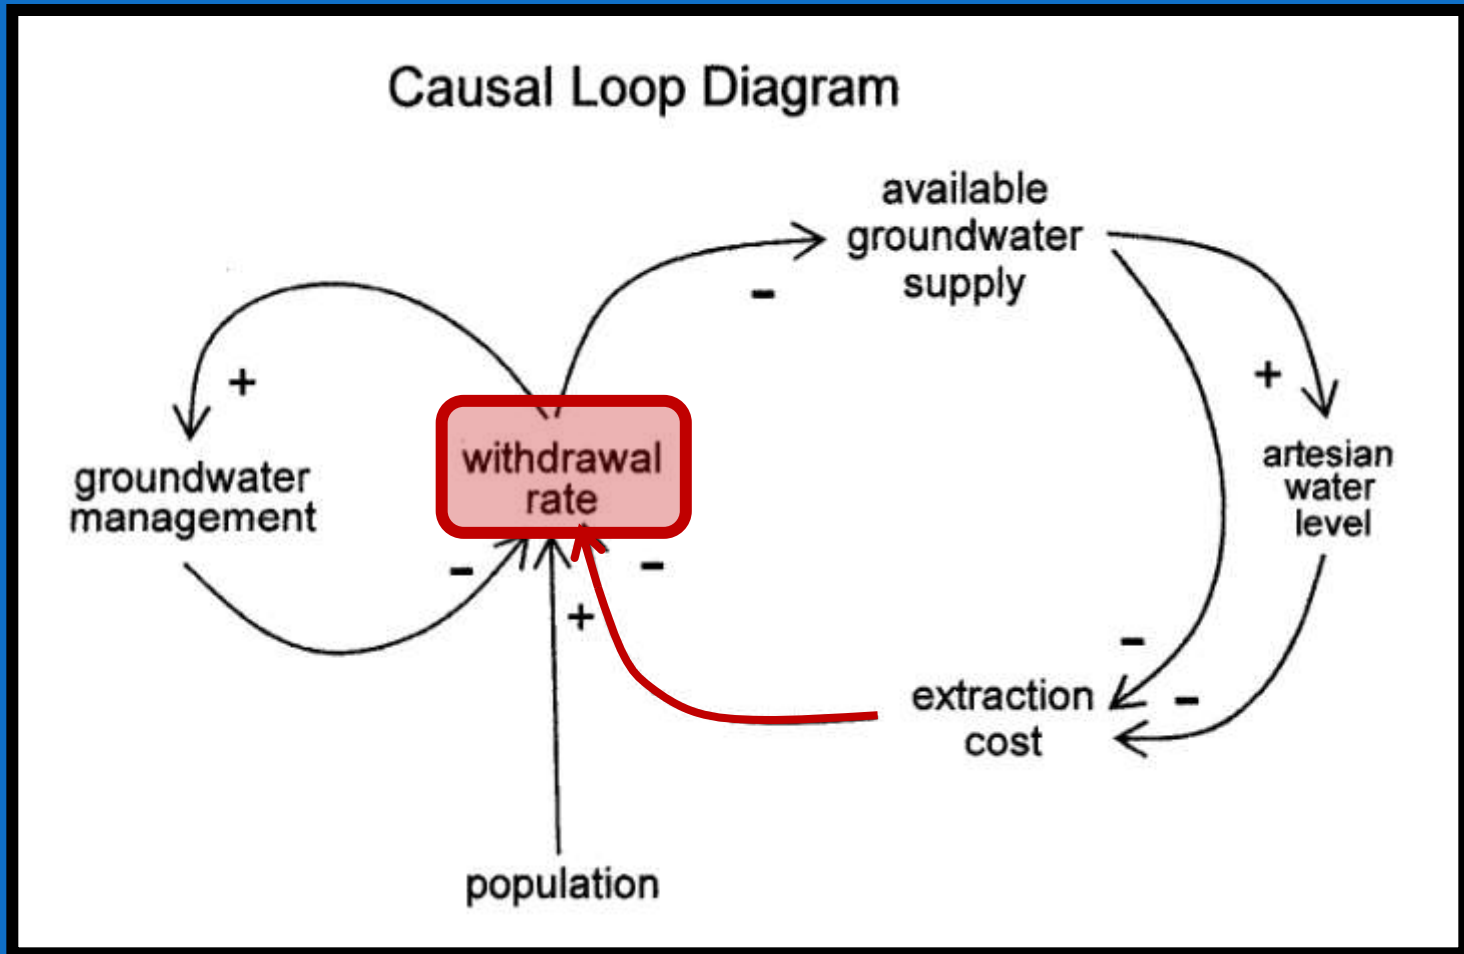 Causal Loop Diagram
available
groundwater
supply
-
+
+
withdrawal
rate
groundwater
management
artesian
water
level
-
-
+
-
-
extraction
cost
population